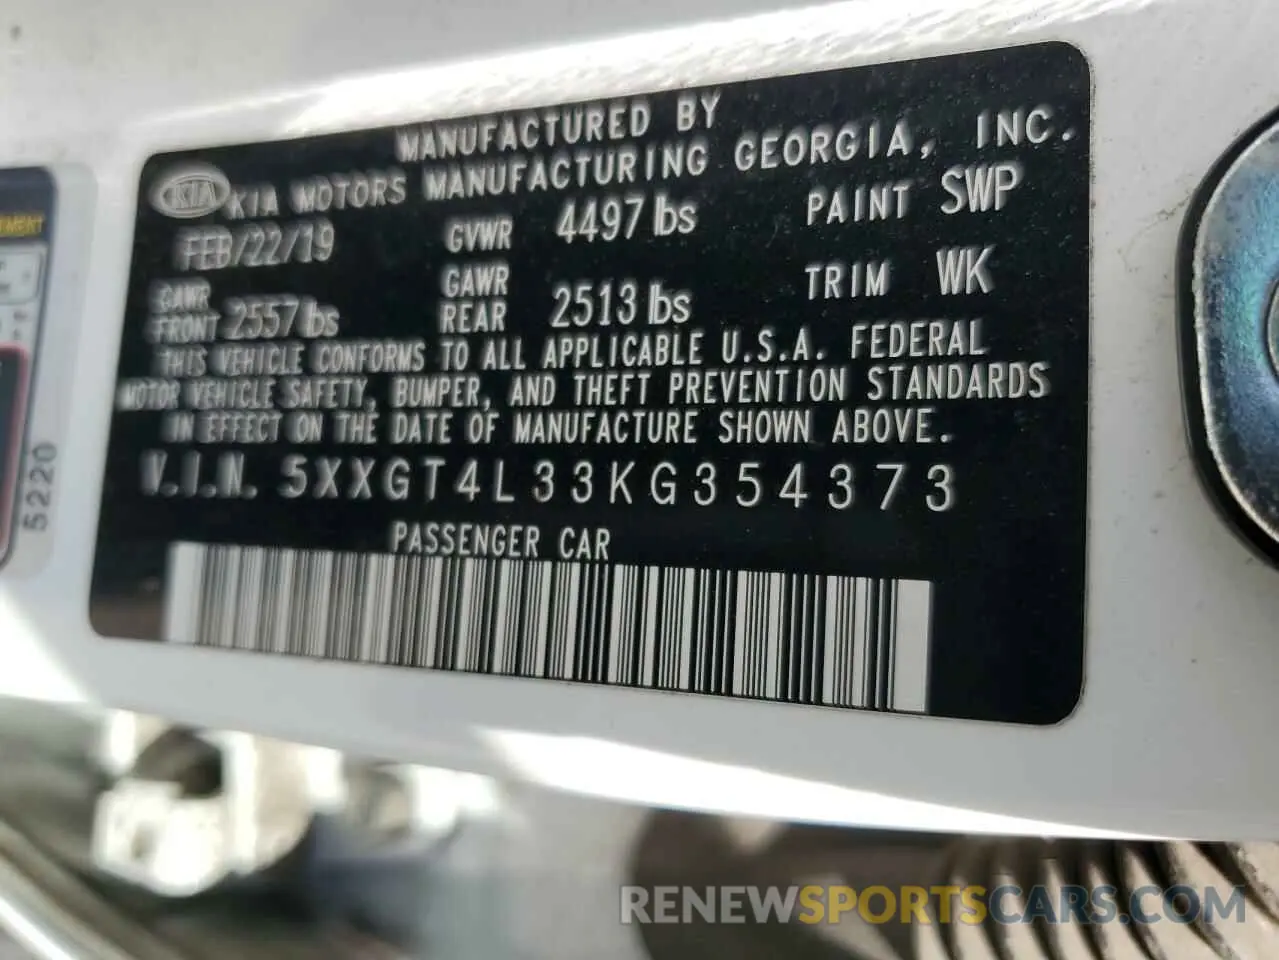 MANUFACTURED BY
KIA KIA MOTORS MANUFACTURING GEORGIA, INC.
FEB/22/19 GVWR 4497 lbs PAINT SWP
GAWR FRONT 2557 lbs GAWR REAR 2513 lbs TRIM WK
THIS VEHICLE CONFORMS TO ALL APPLICABLE U.S.A. FEDERAL
MOTOR VEHICLE SAFETY, BUMPER, AND THEFT PREVENTION STANDARDS
IN EFFECT ON THE DATE OF MANUFACTURE SHOWN ABOVE.
V.I.N. 5XXGT4L33KG354373
PASSENGER CAR
5220
RENEWSPORTSCARS.COM